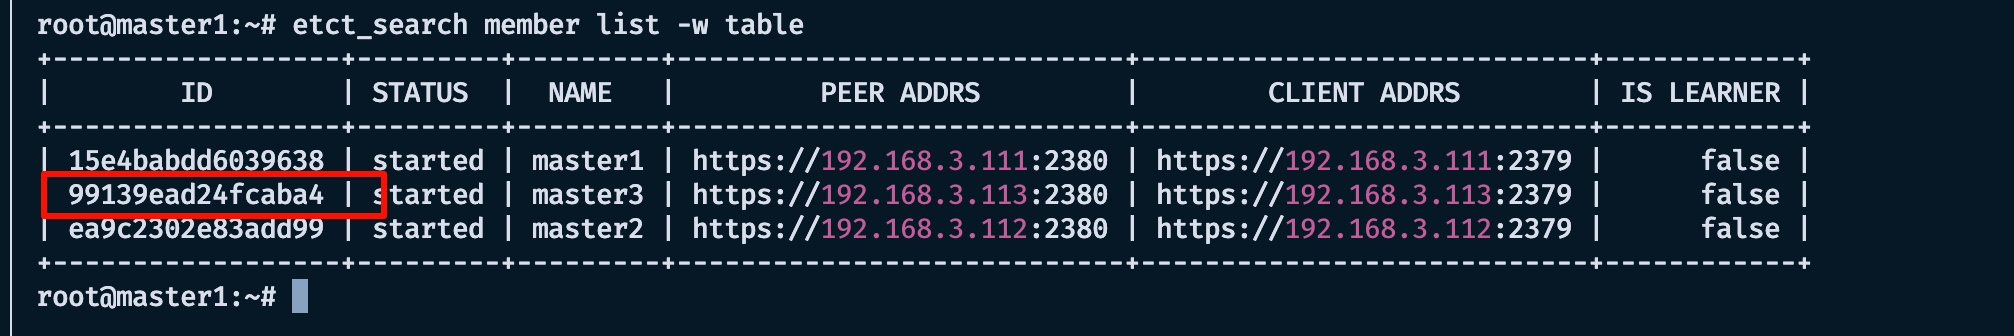 root@master1:~# etct_search member list -w table
+------------------+---------+---------+----------------------------+----------------------------+------------+
|        ID        | STATUS  |  NAME   |         PEER ADDRS         |        CLIENT ADDRS        | IS LEARNER |
+------------------+---------+---------+----------------------------+----------------------------+------------+
| 15e4babdd6039638 | started | master1 | https://192.168.3.111:2380 | https://192.168.3.111:2379 |      false |
| 99139ead24fcaba4 | started | master3 | https://192.168.3.113:2380 | https://192.168.3.113:2379 |      false |
| ea9c2302e83add99 | started | master2 | https://192.168.3.112:2380 | https://192.168.3.112:2379 |      false |
+------------------+---------+---------+----------------------------+----------------------------+------------+
root@master1:~#